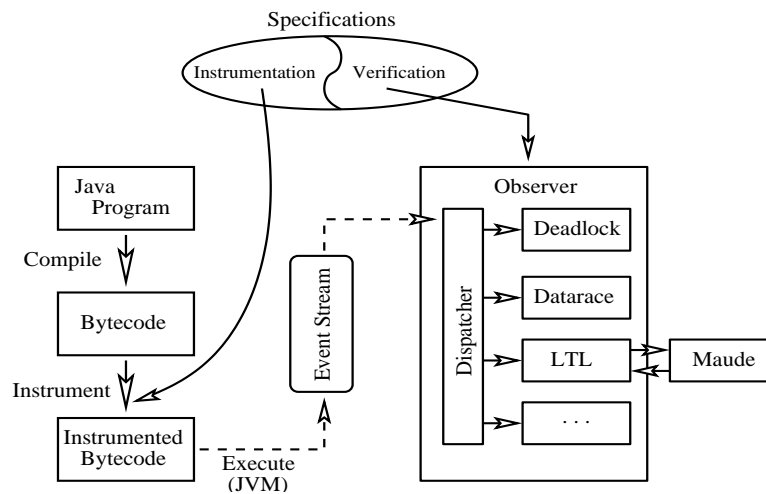 Specifications
Instrumentation
Verification
Java
Program
Compile
Bytecode
Instrument
Instrumented
Bytecode
Execute
(JVM)
Event Stream
Observer
Dispatcher
Deadlock
Datarace
LTL
. . .
Maude